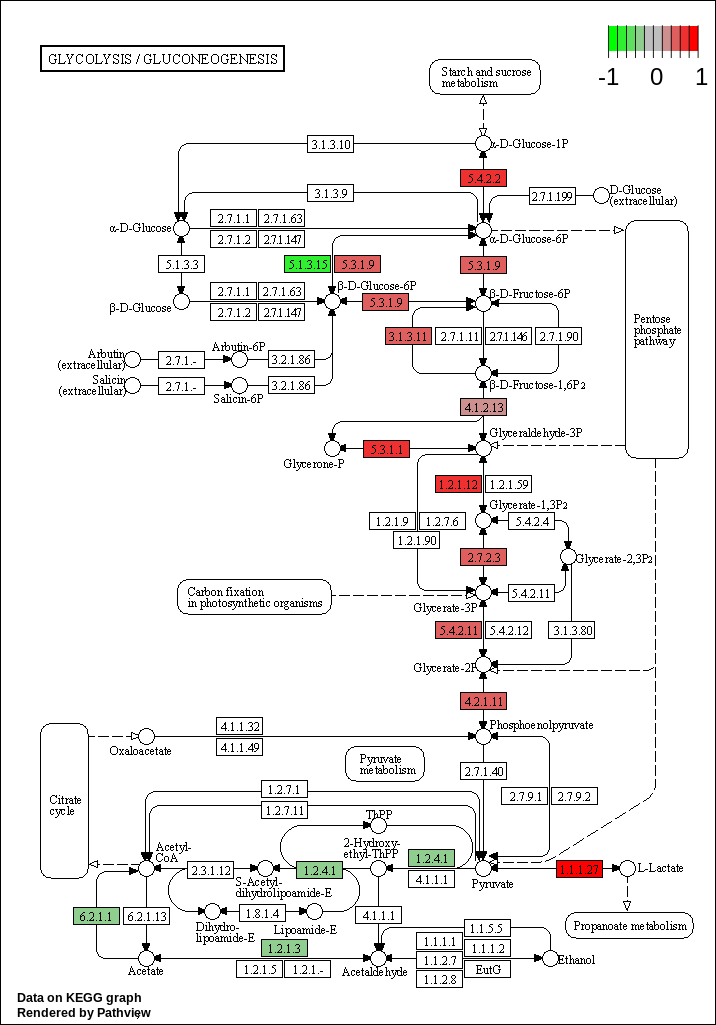 GLYCOLYSIS / GLUCONEOGENESIS
-1 0 1
Starch and sucrose
metabolism
3.1.3.10
α-D-Glucose-1P
5.4.2.2
3.1.3.9
2.7.1.199
D-Glucose
(extracellular)
α-D-Glucose
2.7.1.1
2.7.1.63
2.7.1.2
2.7.1.147
α-D-Glucose-6P
5.1.3.3
5.1.3.15
5.3.1.9
5.3.1.9
β-D-Glucose-6P
β-D-Fructose-6P
β-D-Glucose
2.7.1.1
2.7.1.63
2.7.1.2
2.7.1.147
5.3.1.9
Pentose
phosphate
pathway
3.1.3.11
2.7.1.11
2.7.1.146
2.7.1.90
Arbutin
(extracellular)
2.7.1.-
Arbutin-6P
3.2.1.86
Salicin
(extracellular)
2.7.1.-
Salicin-6P
3.2.1.86
β-D-Fructose-1,6P2
4.1.2.13
Glyceraldehyde-3P
5.3.1.1
Glycerone-P
1.2.1.12
1.2.1.59
Glycerate-1,3P2
1.2.1.9
1.2.7.6
1.2.1.90
5.4.2.4
2.7.2.3
Glycerate-2,3P2
Carbon fixation
in photosynthetic organisms
5.4.2.11
Glycerate-3P
5.4.2.11
5.4.2.12
3.1.3.80
Glycerate-2P
4.2.1.11
Phosphoenolpyruvate
4.1.1.32
Oxaloacetate
4.1.1.49
Pyruvate
metabolism
2.7.1.40
Citrate
cycle
1.2.7.1
1.2.7.11
2.7.9.1
2.7.9.2
ThPP
Acetyl-
CoA
2-Hydroxy-
ethyl-ThPP
2.3.1.12
1.2.4.1
1.2.4.1
4.1.1.1
Pyruvate
1.1.1.27
L-Lactate
S-Acetyl-
dihydrolipoamide-E
6.2.1.1
6.2.1.13
1.8.1.4
Dihydro-
lipoamide-E
Lipoamide-E
4.1.1.1
Propanoate metabolism
1.2.1.3
1.2.1.5
1.2.1.-
Acetate
Acetaldehyde
1.1.5.5
1.1.1.1
1.1.1.2
1.1.2.7
EutG
1.1.2.8
Ethanol
Data on KEGG graph
Rendered by Pathview